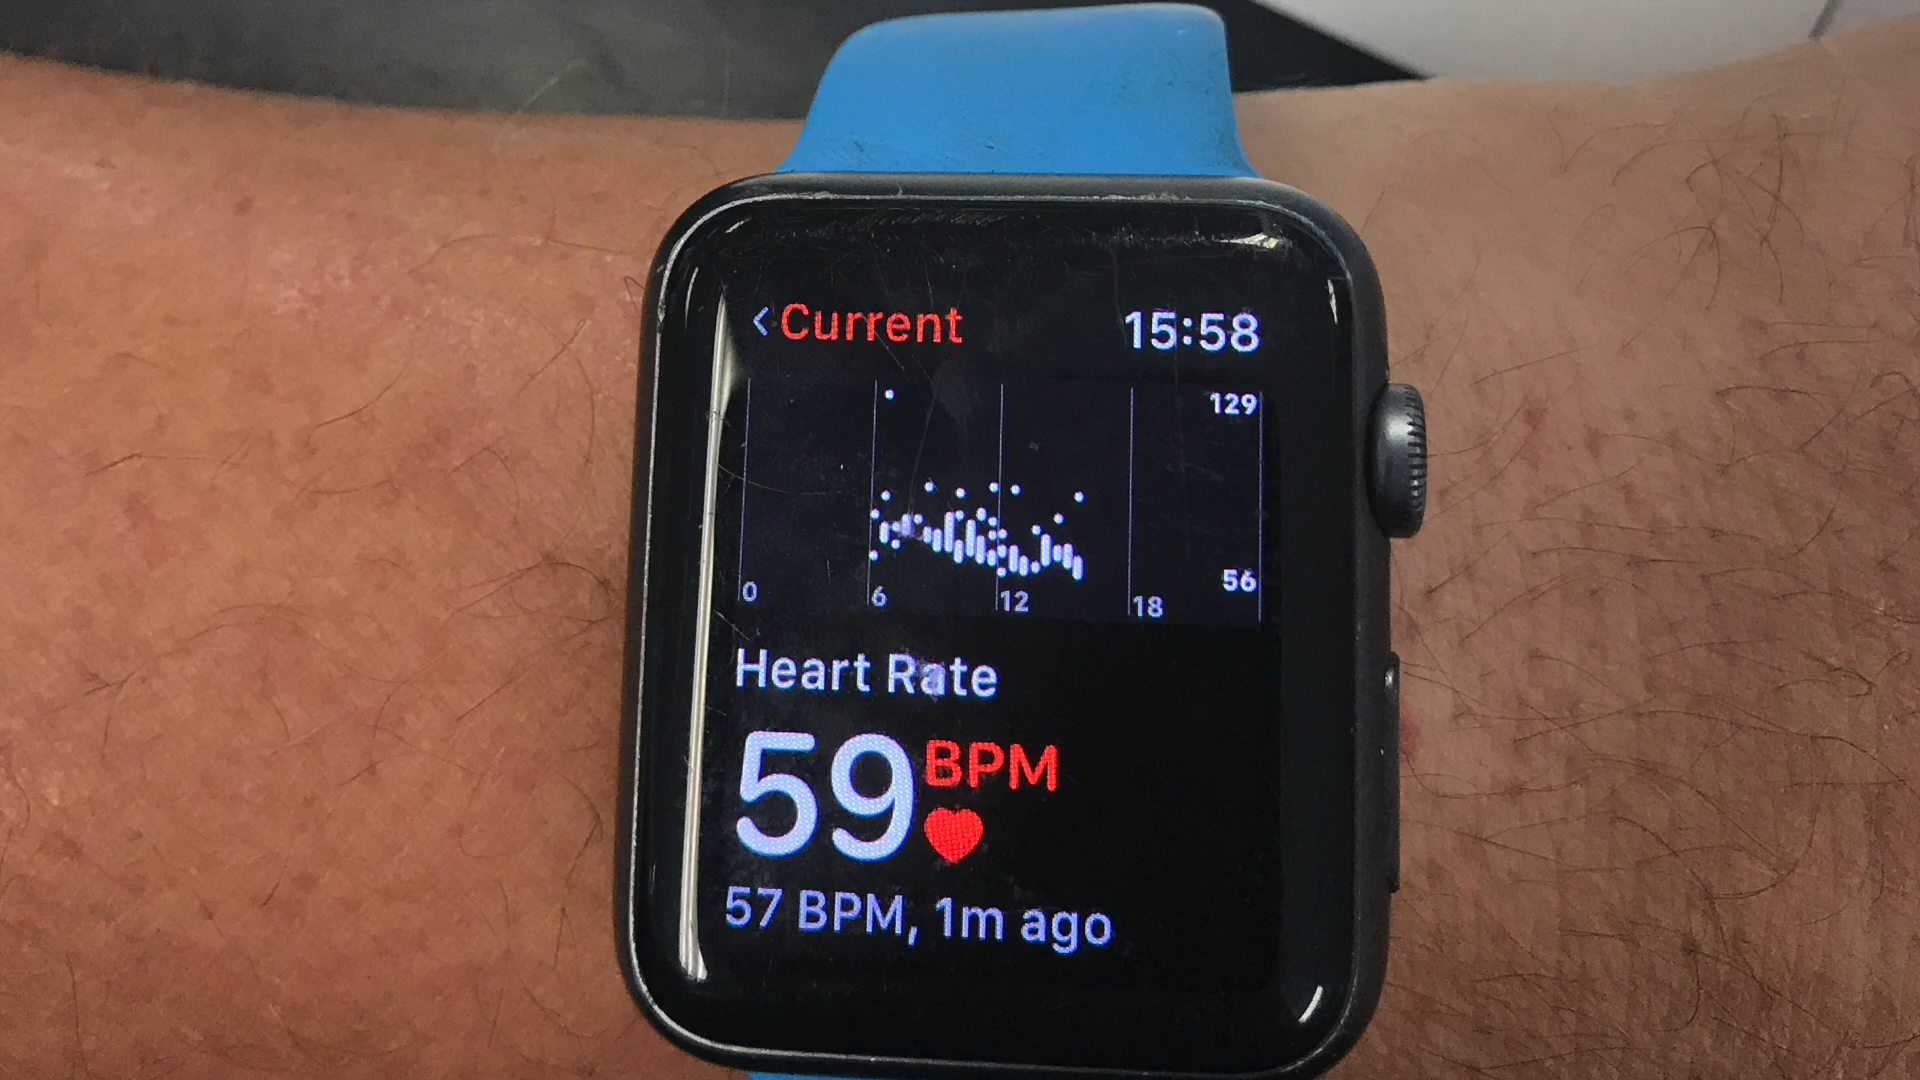 <Current 15:58
129
56
0 6 12 18
Heart Rate
59 BPM
57 BPM, 1m ago